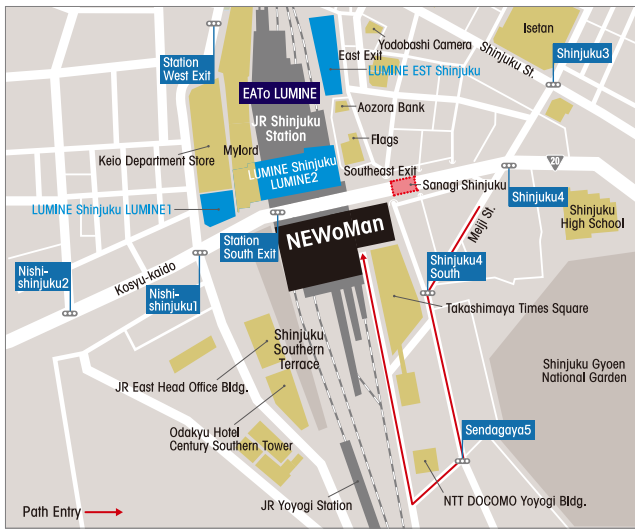 Isetan
Yodobashi Camera
Shinjuku St.
Shinjuku3
Station
West Exit
East Exit
LUMINE EST Shinjuku
EATo LUMINE
Aozora Bank
JR Shinjuku
Station
Flags
Keio Department Store
Mylord
Southeast Exit
LUMINE Shinjuku
LUMINE2
20
Sanagi Shinjuku
Shinjuku4
LUMINE Shinjuku LUMINE1
Meiji St.
Shinjuku
High School
Station
South Exit
NEWoMan
Shinjuku4
South
Nishi-
shinjuku2
Kosyu-kaido
Nishi-
shinjuku1
Takashimaya Times Square
Shinjuku
Southern
Terrace
Shinjuku Gyoen
National Garden
JR East Head Office Bldg.
Odakyu Hotel
Century Southern Tower
Sendagaya5
JR Yoyogi Station
NTT DOCOMO Yoyogi Bldg.
Path Entry